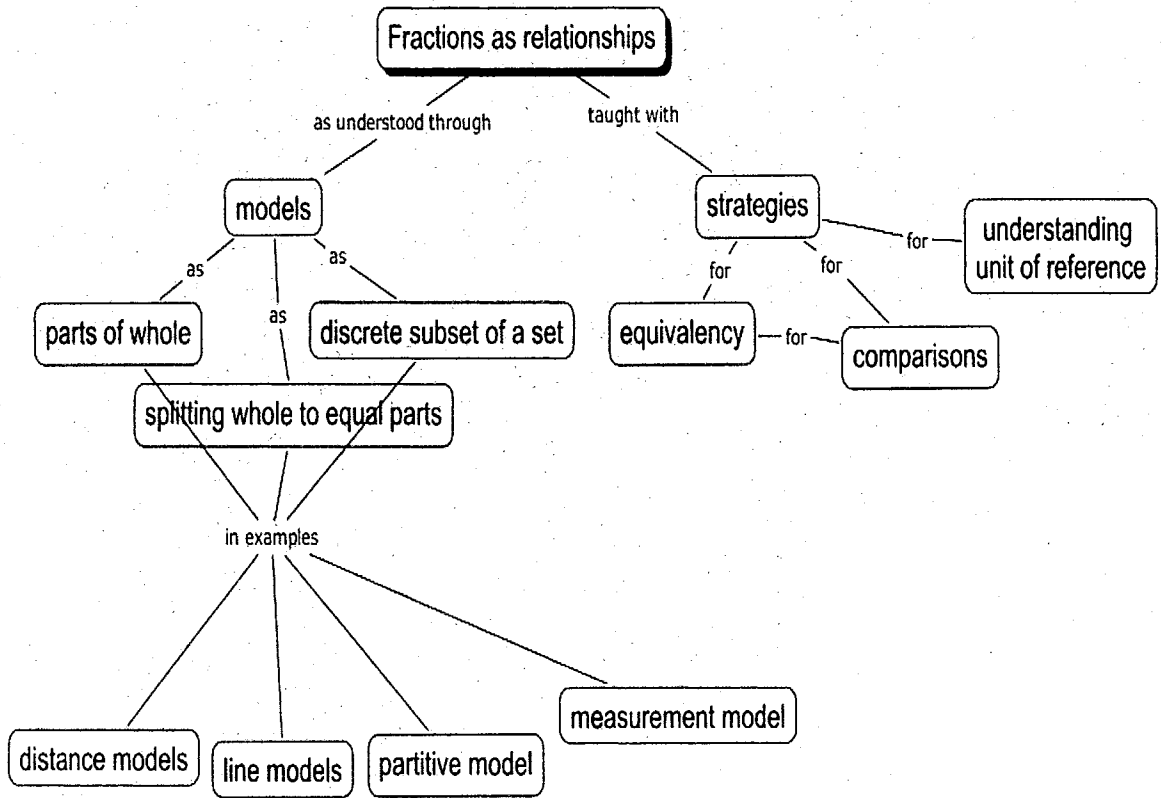 Fractions as relationships
as understood through
taught with
models
strategies
understanding
unit of reference
as
as
as
for
for
for
parts of whole
discrete subset of a set
equivalency
for
comparisons
splitting whole to equal parts
in examples
distance models
line models
partitive model
measurement model